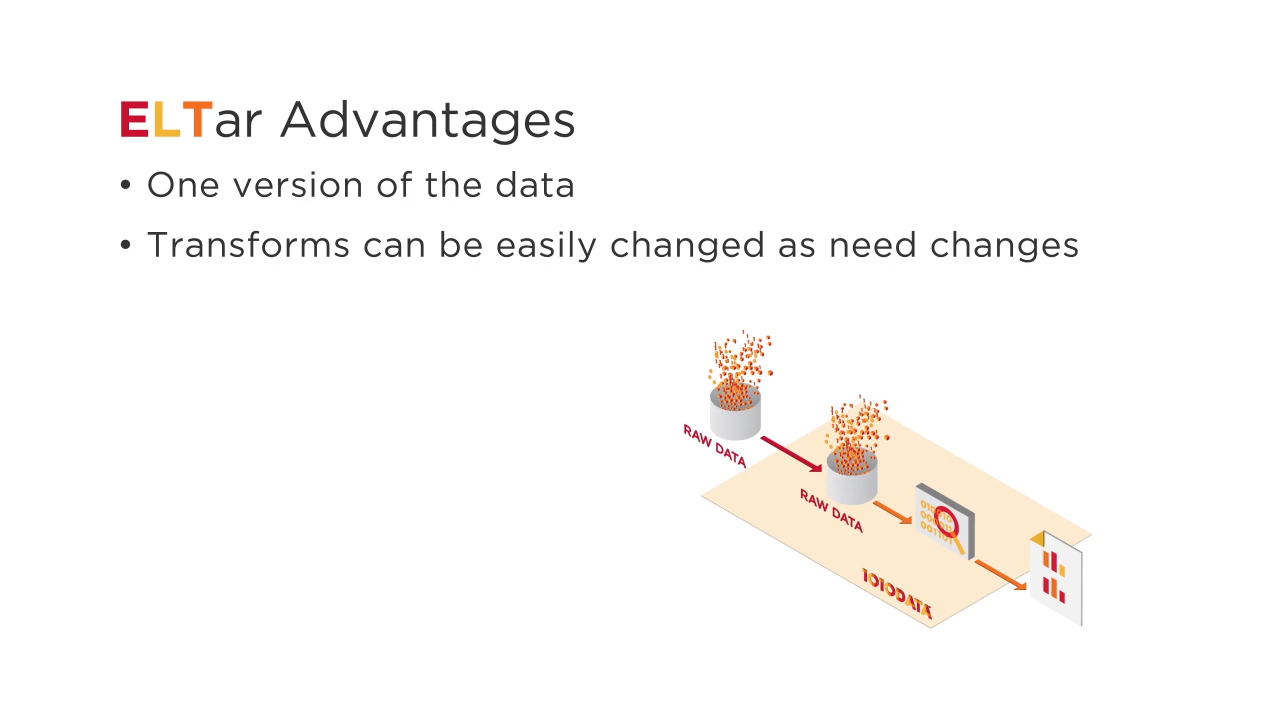 ELTar Advantages
• One version of the data
• Transforms can be easily changed as need changes
RAW DATA
RAW DATA
1010DATA